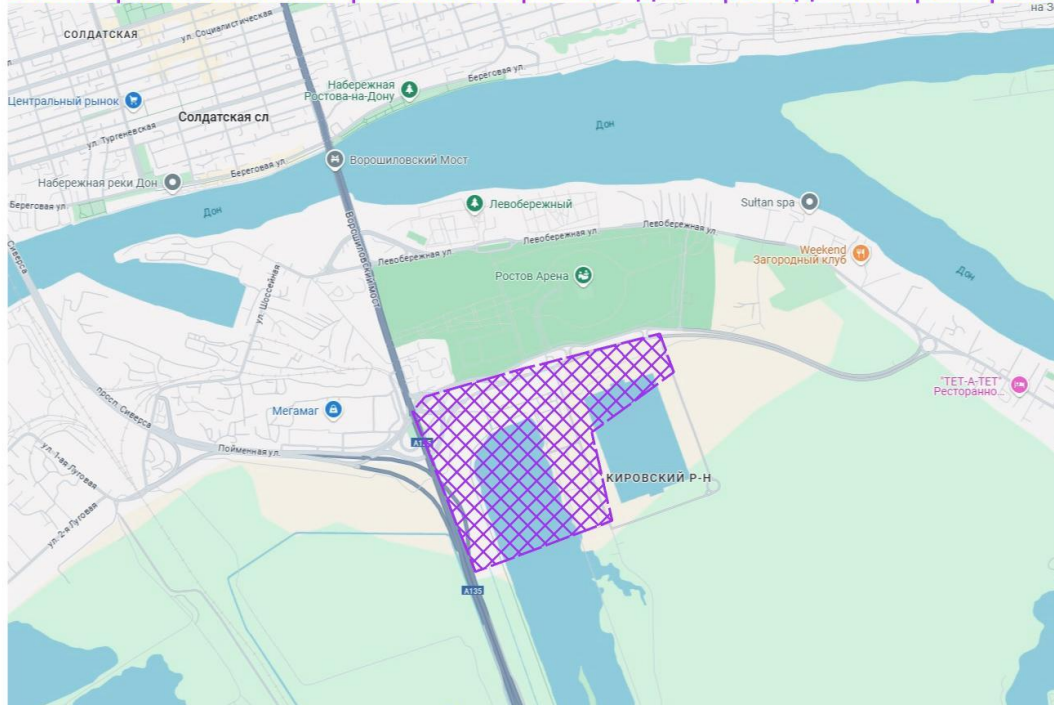 на З
СОЛДАТСКАЯ
ул. Социалистическая
Набережная
Ростова-на-Дону
Береговая ул.
Центральный рынок
Солдатская сл
Дон
ул. Тургеневская
Ворошиловский Мост
Береговая ул.
Набережная реки Дон
Береговая ул.
Дон
Левобережный
Sultan spa
Левобережная ул.
Левобережная ул.
Левобережная ул.
Weekend
Загородный клуб
Сиверса
Ворошиловский мост
ул. Шоссейная
Ростов Арена
Дон
"ТЕТ-А-ТЕТ"
Ресторанно...
просп. Сиверса
Мегамаг
Пойменная ул.
ул. 1-ая Луговая
КИРОВСКИЙ Р-Н
ул. 2-я Луговая
A135